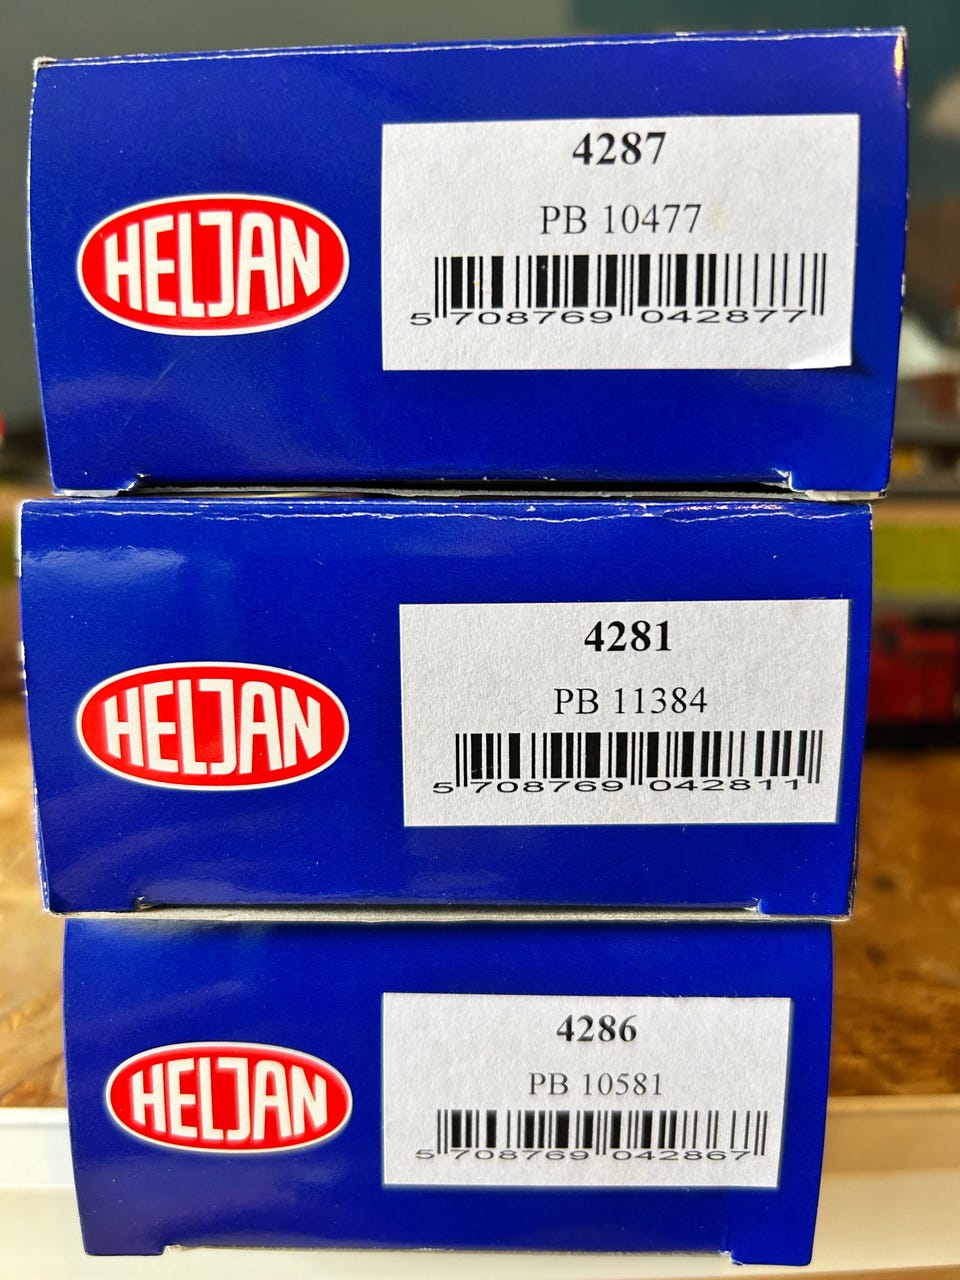 HELJAN
4287
PB 10477
5 708769 042877
HELJAN
4281
PB 11384
5 708769 042811
HELJAN
4286
PB 10581
5 708769 042867